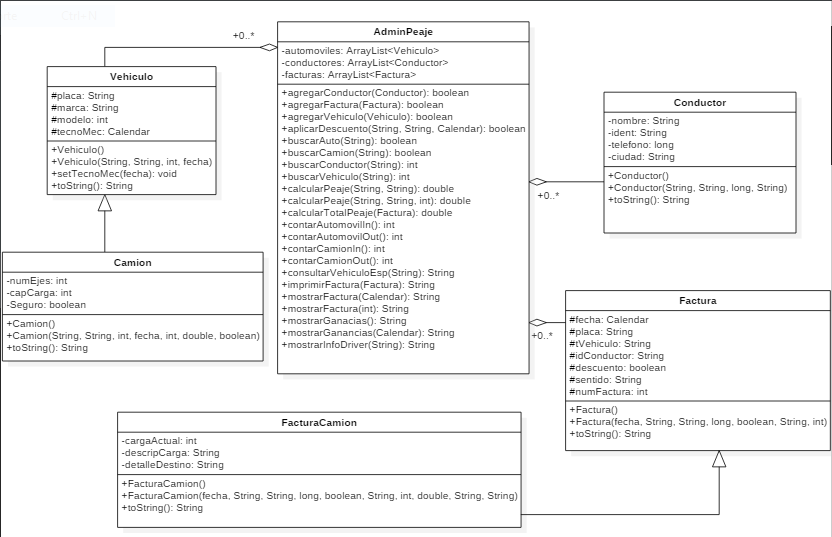 +0..*
AdminPeaje
-automoviles: ArrayList<Vehiculo>
-conductores: ArrayList<Conductor>
-facturas: ArrayList<Factura>
+agregarConductor(Conductor): boolean
+agregarFactura(Factura): boolean
+agregarVehiculo(Vehiculo): boolean
+aplicarDescuento(String, String, Calendar): boolean
+buscarAuto(String): boolean
+buscarCamion(String): boolean
+buscarConductor(String): int
+buscarVehiculo(String): int
+calcularPeaje(String, String): double
+calcularPeaje(String, String, int): double
+calcularTotalPeaje(Factura): double
+contarAutomovilIn(): int
+contarAutomovilOut(): int
+contarCamionIn(): int
+contarCamionOut(): int
+consultarVehiculoEsp(String): String
+imprimirFactura(Factura): String
+mostrarFactura(Calendar): String
+mostrarFactura(int): String
+mostrarGanacias(): String
+mostrarGanancias(Calendar): String
+mostrarInfoDriver(String): String
Vehiculo
#placa: String
#marca: String
#modelo: int
#tecnoMec: Calendar
+Vehiculo()
+Vehiculo(String, String, int, fecha)
+setTecnoMec(fecha): void
+toString(): String
Conductor
-nombre: String
-ident: String
-telefono: long
-ciudad: String
+Conductor()
+Conductor(String, String, long, String)
+toString(): String
+0..*
Camion
-numEjes: int
-capCarga: int
-Seguro: boolean
+Camion()
+Camion(String, String, int, fecha, int, double, boolean)
+toString(): String
Factura
#fecha: Calendar
#placa: String
#tVehiculo: String
#idConductor: String
#descuento: boolean
#sentido: String
#numFactura: int
+Factura()
+Factura(fecha, String, String, long, boolean, String, int)
+toString(): String
+0..*
FacturaCamion
-cargaActual: int
-descripCarga: String
-detalleDestino: String
+FacturaCamion()
+FacturaCamion(fecha, String, String, long, boolean, String, int, double, String, String)
+toString(): String